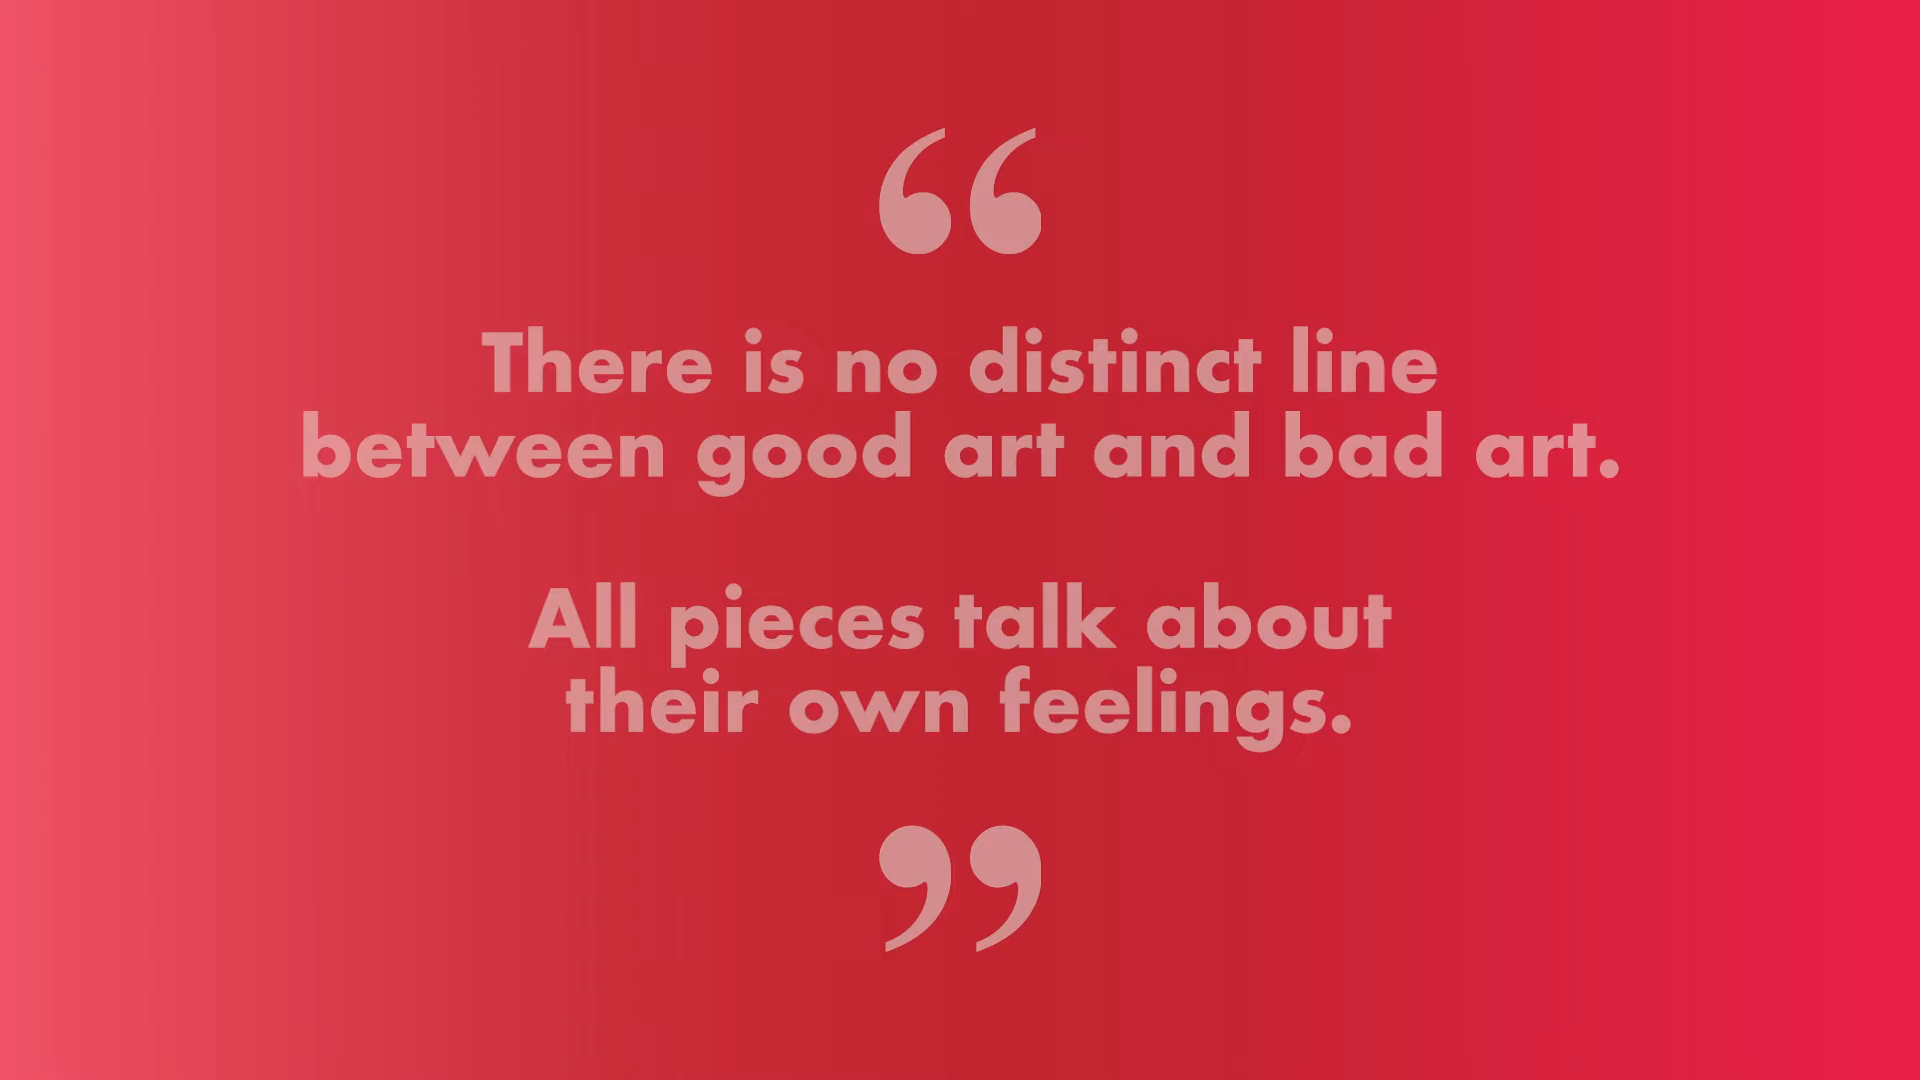 “
There is no distinct line
between good art and bad art.
All pieces talk about
their own feelings.
”